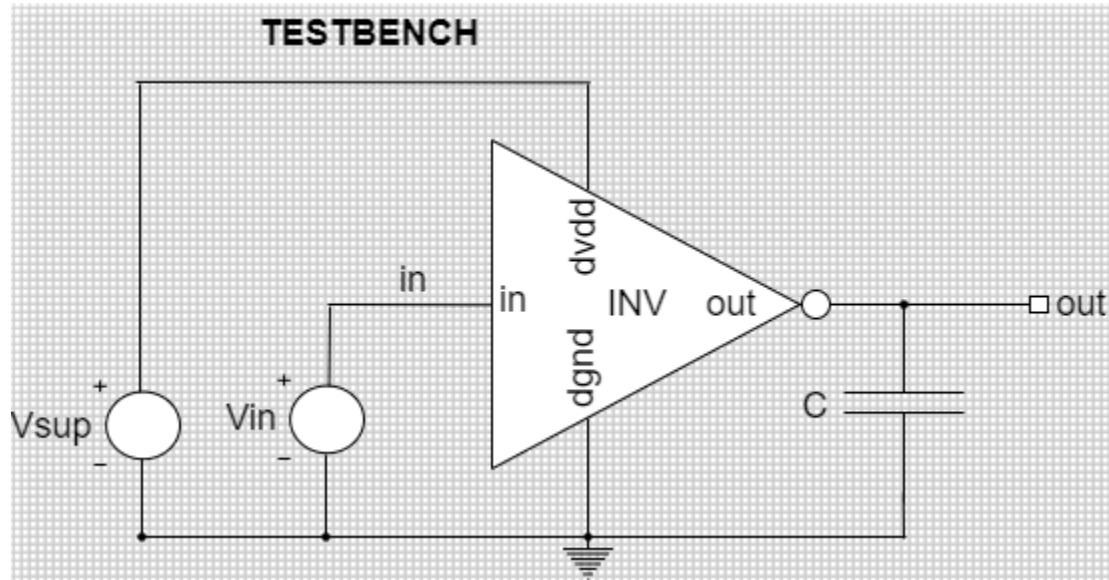 TESTBENCH
dvdd
in
in
INV
out
out
dgnd
+
Vsup
−
+
Vin
−
C